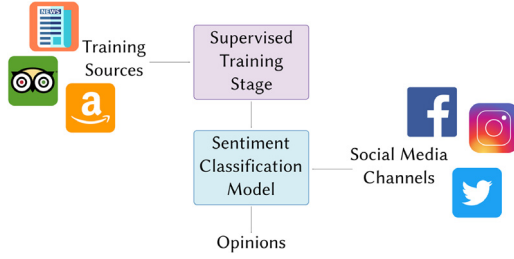 NEWS
Training
Sources
Supervised
Training
Stage
Sentiment
Classification
Model
Social Media
Channels
Opinions